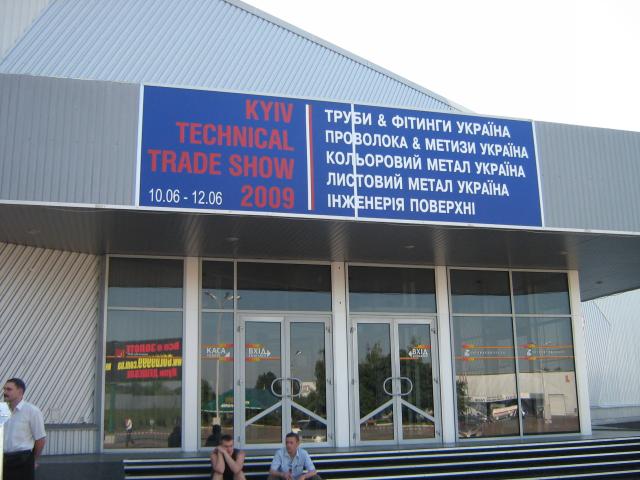 KYIV
TECHNICAL
TRADE SHOW
10.06 - 12.06 2009
ТРУБИ & ФІТИНГИ УКРАЇНА
ПРОВОЛОКА & МЕТИЗИ УКРАЇНА
КОЛЬОРОВИЙ МЕТАЛ УКРАЇНА
ЛИСТОВИЙ МЕТАЛ УКРАЇНА
ІНЖЕНЕРІЯ ПОВЕРХНІ
КАСА
ВХІД
ВХІД